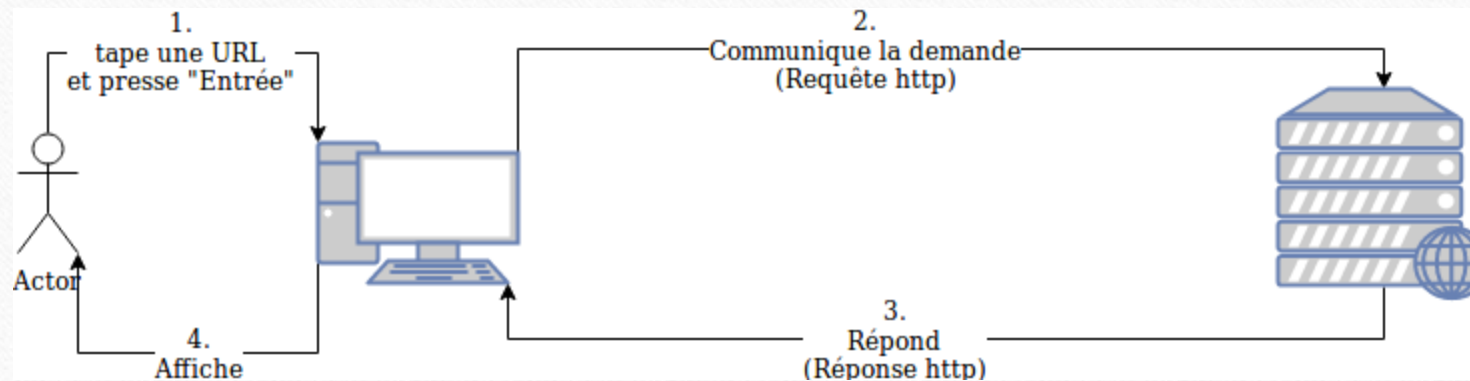 1.
tape une URL
et presse "Entrée"
2.
Communique la demande
(Requête http)
Actor
3.
Répond
(Réponse http)
4.
Affiche